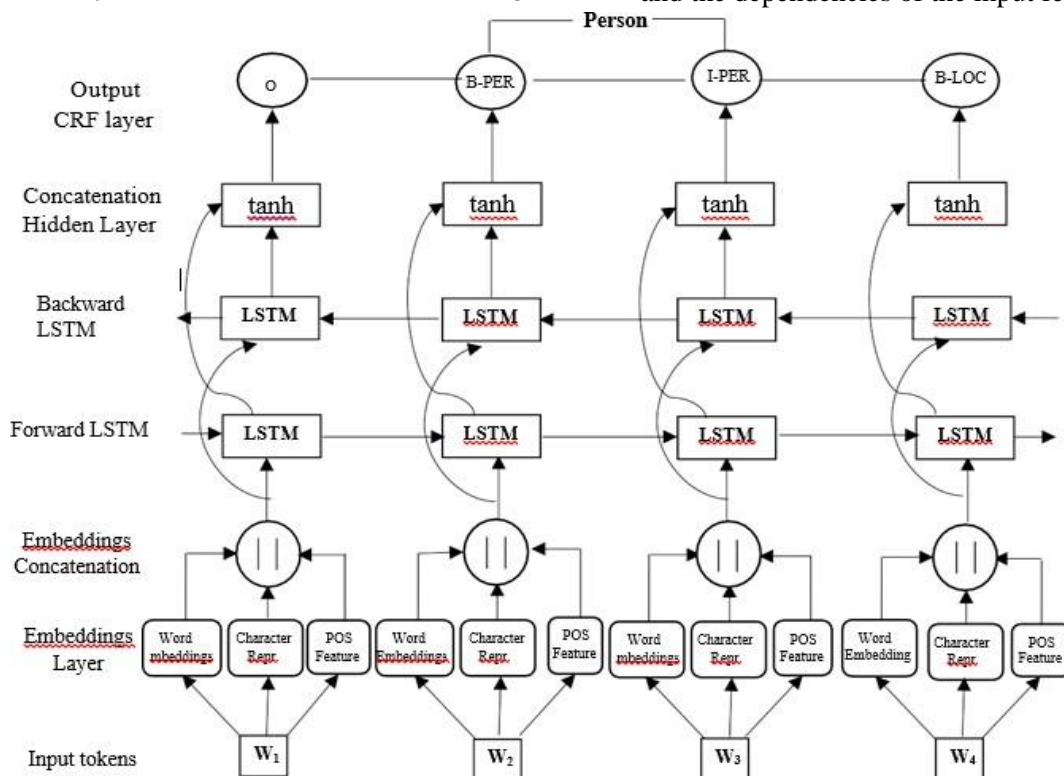 and the dependencies of the input
Person
Output
CRF layer
O
B-PER
I-PER
B-LOC
Concatenation
Hidden Layer
tanh
tanh
tanh
tanh
Backward
LSTM
LSTM
LSTM
LSTM
LSTM
Forward LSTM
LSTM
LSTM
LSTM
LSTM
Embeddings
Concatenation
||
||
||
||
Embeddings
Layer
Word
mbeddings
Character
Repr.
POS
Feature
Word
Embeddings
Character
Repr.
POS
Feature
Word
mbeddings
Character
Repr.
POS
Feature
Word
Embedding
Character
Repr.
POS
Feature
Input tokens
W₁
W₂
W₃
W₄